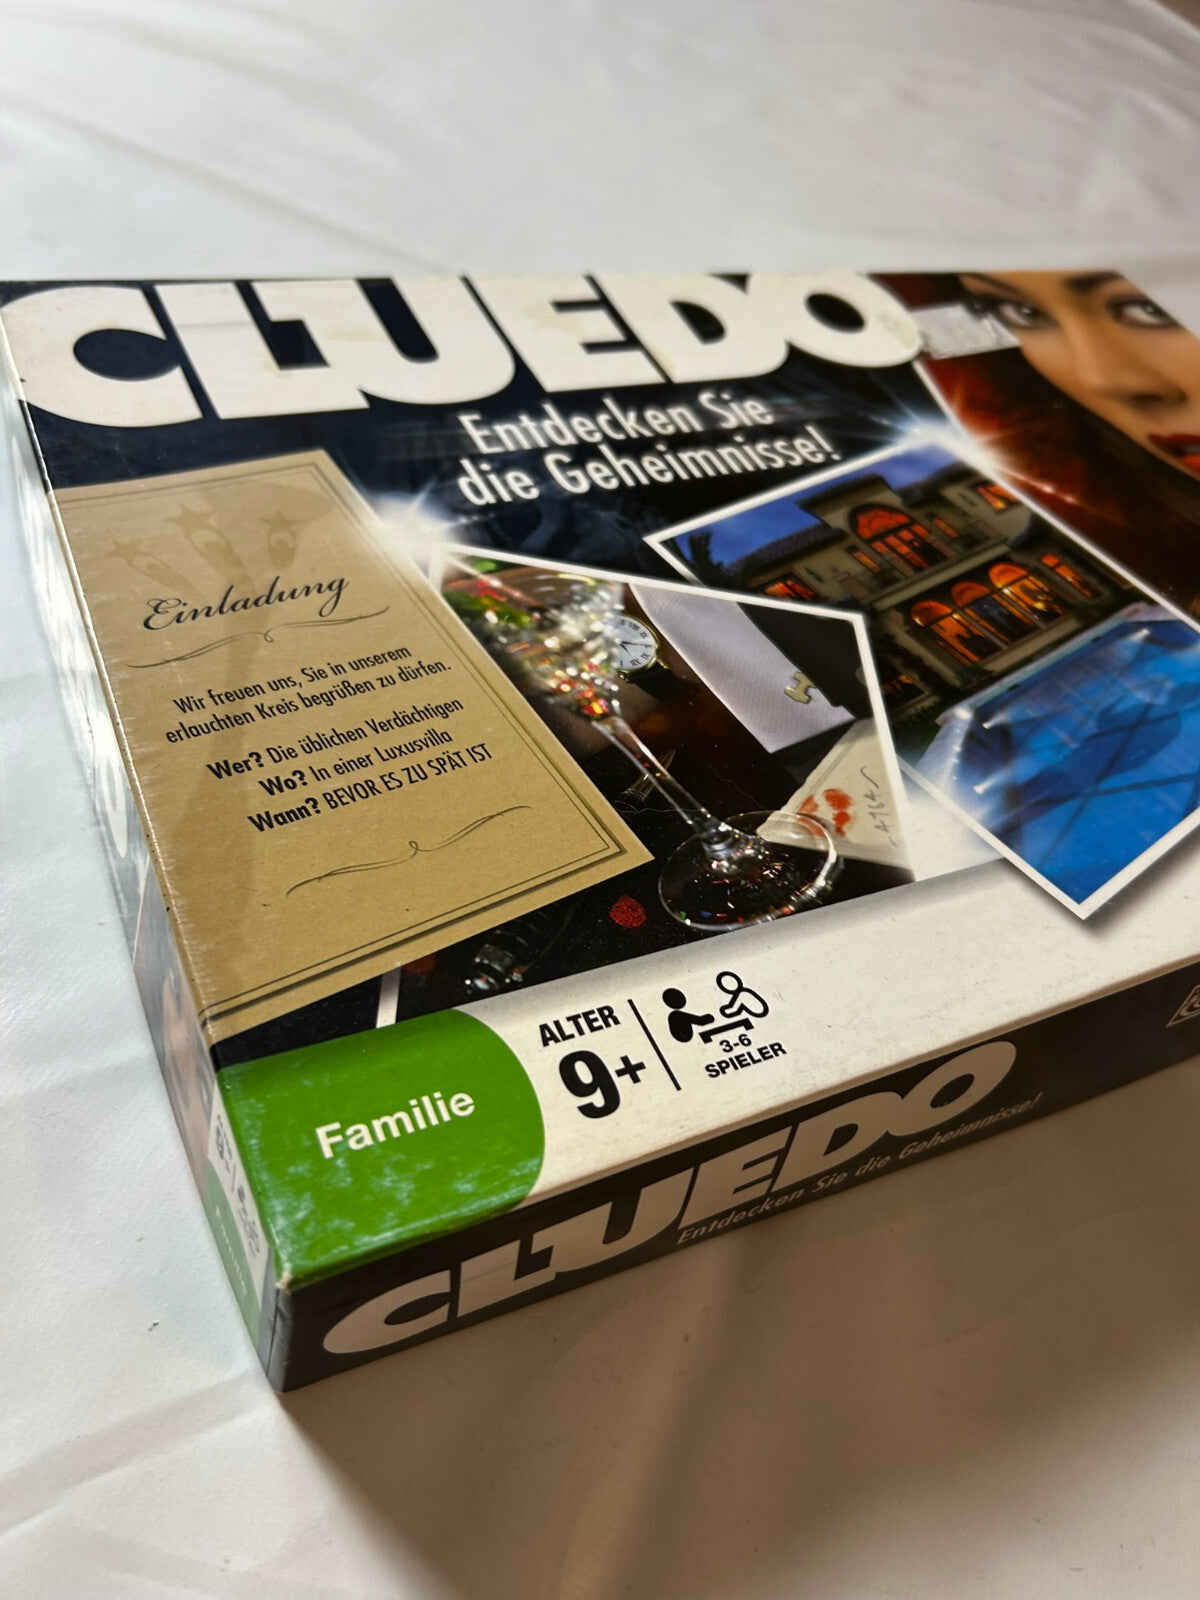 CLUEDO
Entdecken Sie
die Geheimnisse!
Einladung
Wir freuen uns, Sie in unserem
erlauchten Kreis begrüßen zu dürfen.
Wer? Die üblichen Verdächtigen
Wo? In einer Luxusvilla
Wann? BEVOR ES ZU SPÄT IST
Familie
ALTER
9+
3-6
SPIELER
CLUEDO
Entdecken Sie die Geheimnisse!